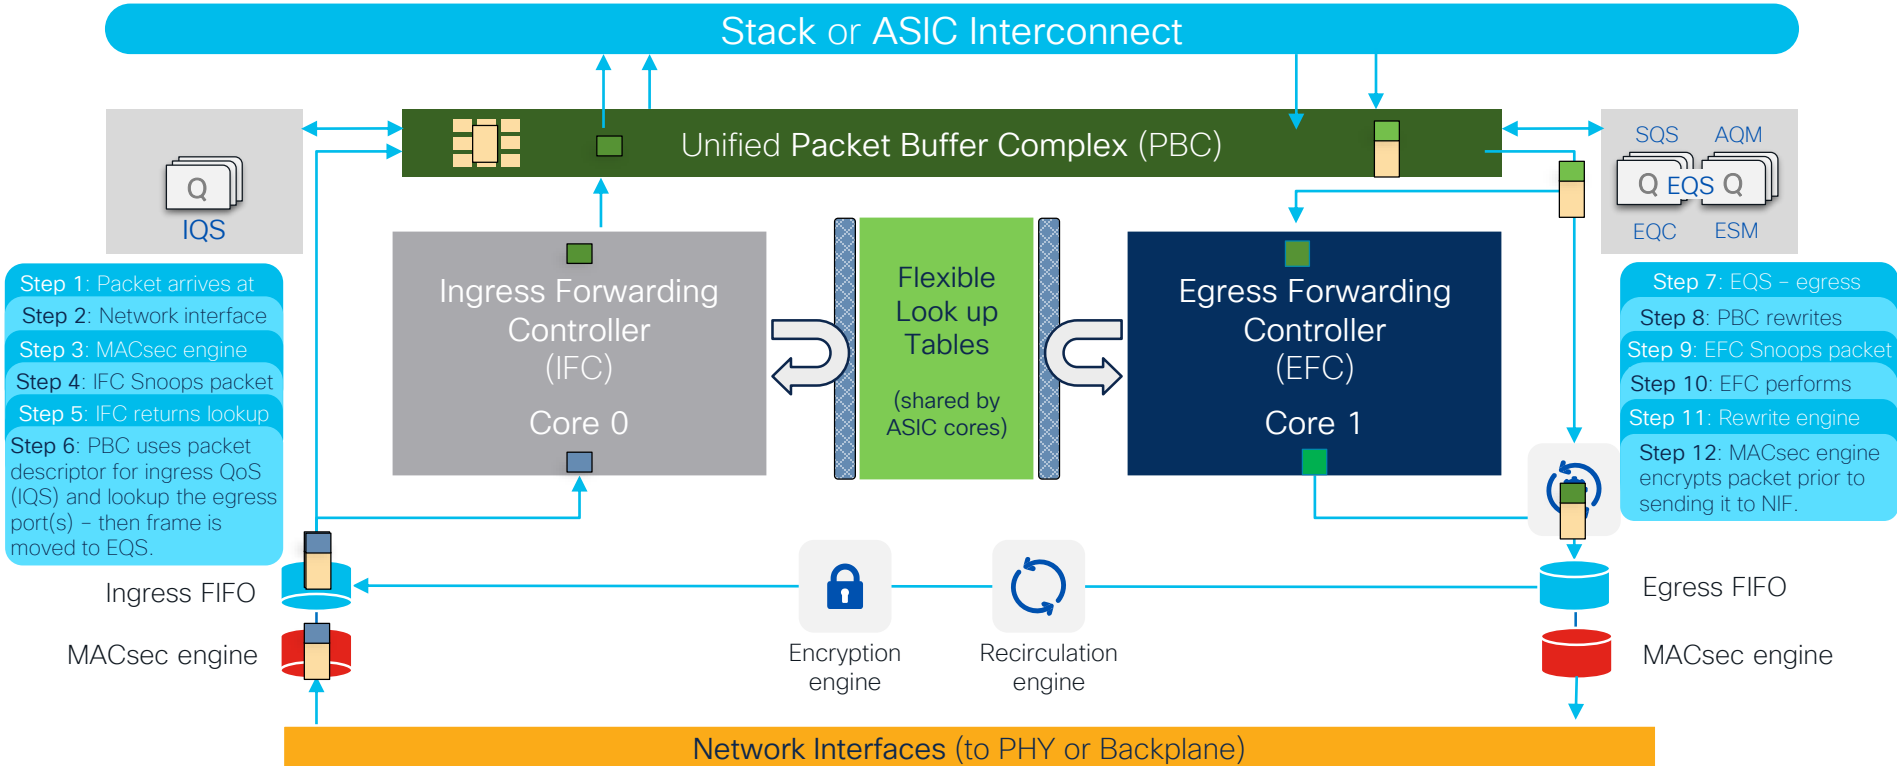 Stack or ASIC Interconnect
Unified Packet Buffer Complex (PBC)
Q
IQS
SQS AQM
Q EQS Q
EQC ESM
Step 1: Packet arrives at
Step 2: Network interface
Step 3: MACsec engine
Step 4: IFC Snoops packet
Step 5: IFC returns lookup
Step 6: PBC uses packet
descriptor for ingress QoS
(IQS) and lookup the egress
port(s) – then frame is
moved to EQS.
Ingress Forwarding
Controller
(IFC)
Core 0
Flexible
Look up
Tables
(shared by
ASIC cores)
Egress Forwarding
Controller
(EFC)
Core 1
Step 7: EQS – egress
Step 8: PBC rewrites
Step 9: EFC Snoops packet
Step 10: EFC performs
Step 11: Rewrite engine
Step 12: MACsec engine
encrypts packet prior to
sending it to NIF.
Ingress FIFO
MACsec engine
Encryption
engine
Recirculation
engine
Egress FIFO
MACsec engine
Network Interfaces (to PHY or Backplane)